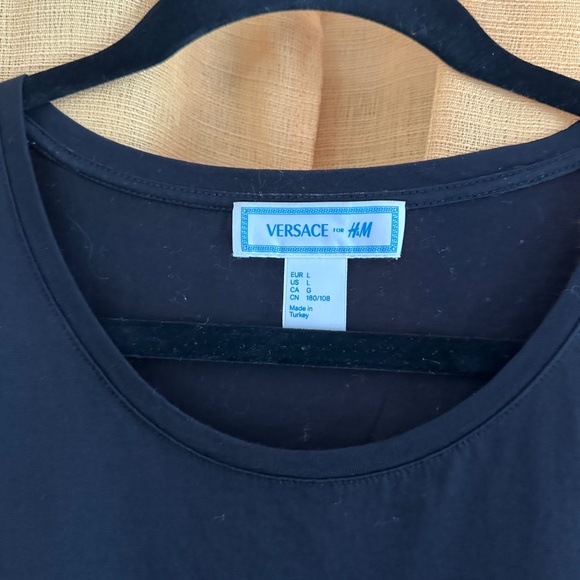 VERSACE FOR H&M
EUR L
US L
CA G
CN 180/108
Made in
Turkey